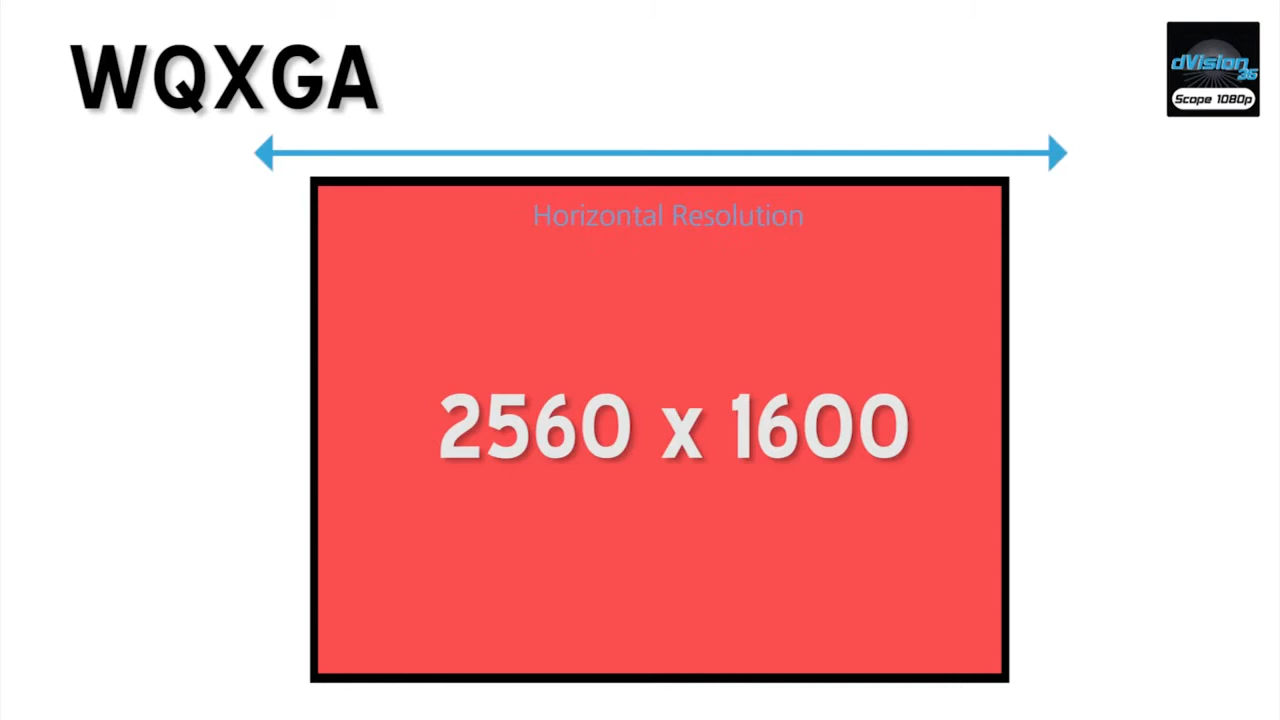 WQXGA
dVision
36
Scope 1080p
Horizontal Resolution
2560 x 1600